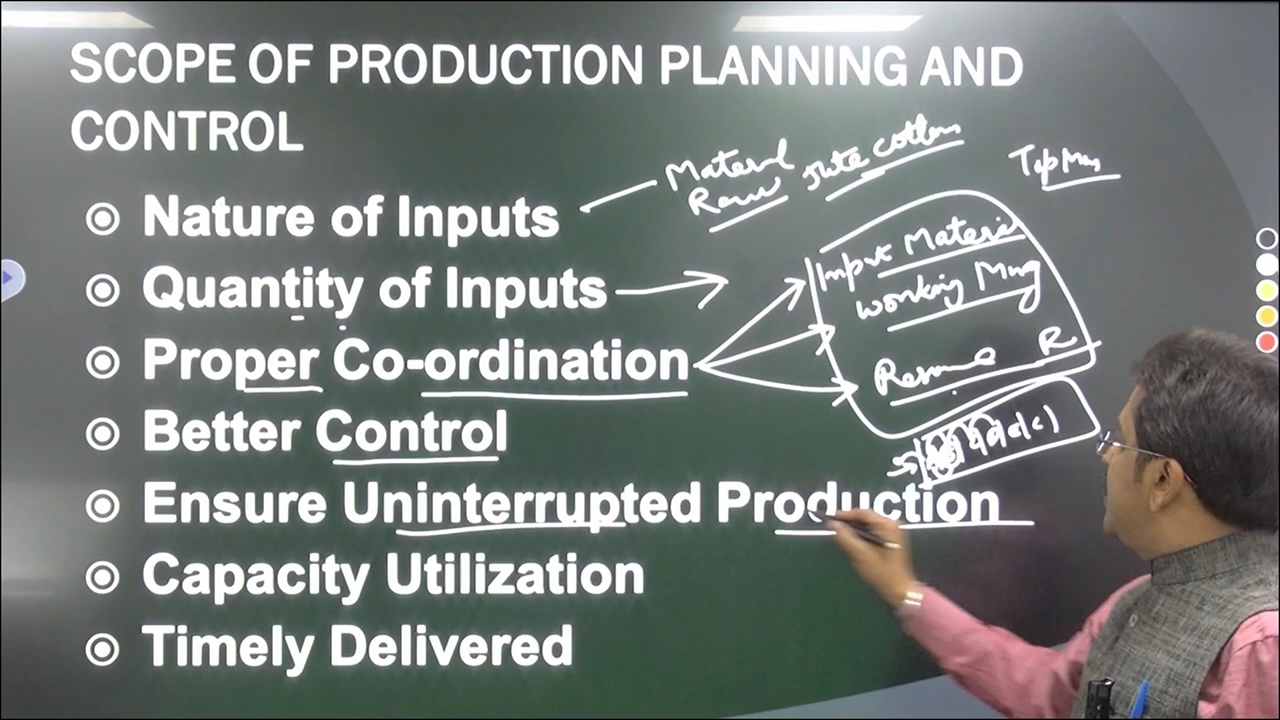 SCOPE OF PRODUCTION PLANNING AND
CONTROL
Nature of Inputs
Material
Raw Jute cotton
Top Mng
Quantity of Inputs
Input Material
Working Mng
Proper Co-ordination
R
Better Control
Ensure Uninterrupted Production
Capacity Utilization
Timely Delivered